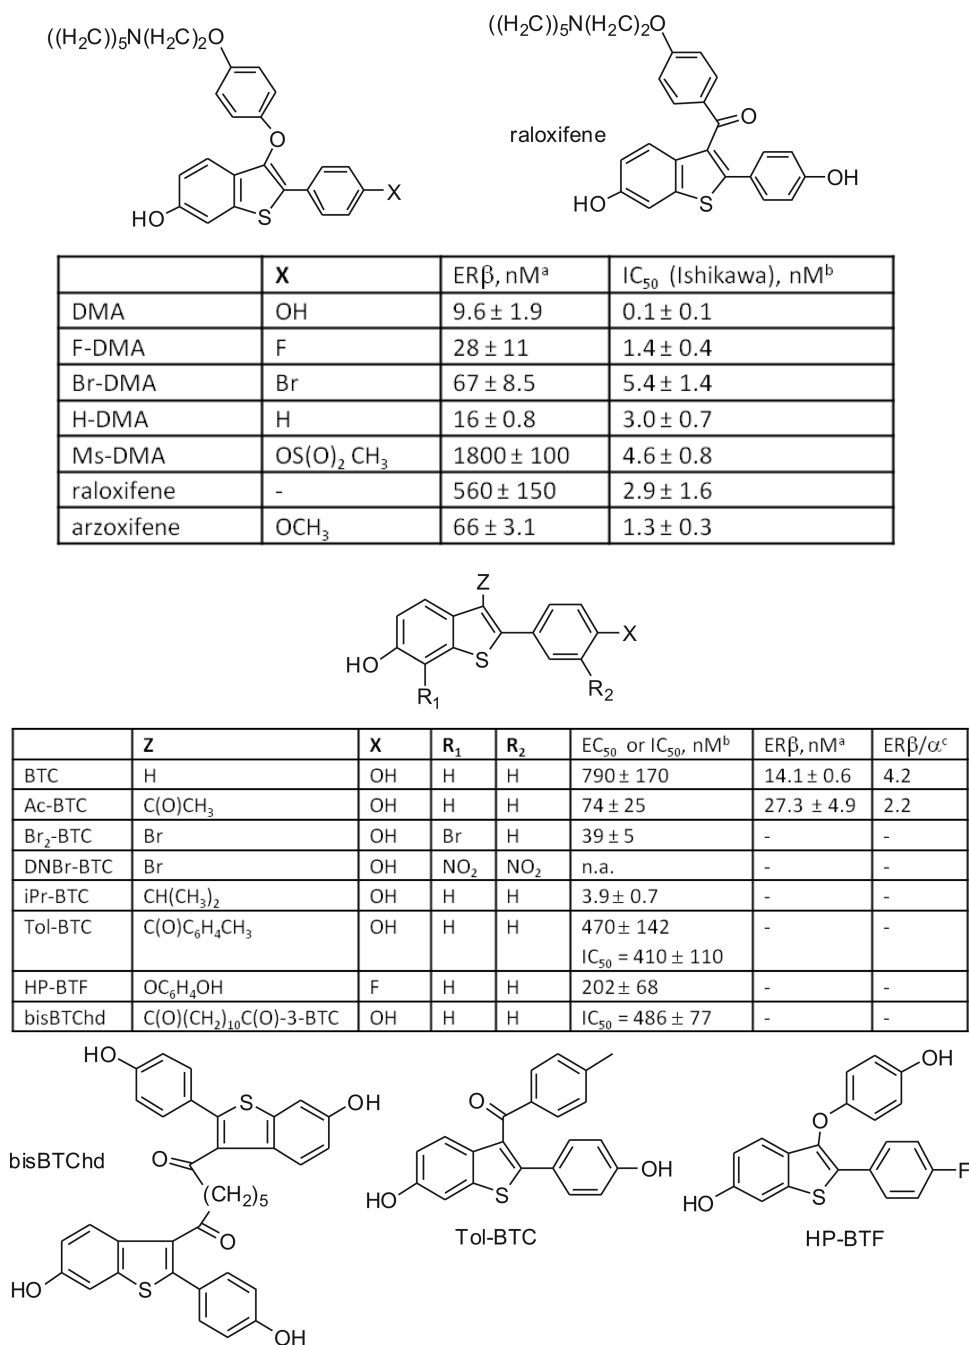 ((H2C))5N(HC2)2O
((H2C))5N(HC2)2O
O
O
raloxifene
X
OH
HO
S
HO
S
X ERβ, nMa IC50 (Ishikawa), nMb
DMA OH 9.6 ± 1.9 0.1 ± 0.1
F-DMA F 28 ± 11 1.4 ± 0.4
Br-DMA Br 67 ± 8.5 5.4 ± 1.4
H-DMA H 16 ± 0.8 3.0 ± 0.7
Ms-DMA OS(O)2 CH3 1800 ± 100 4.6 ± 0.8
raloxifene - 560 ± 150 2.9 ± 1.6
arzoxifene OCH3 66 ± 3.1 1.3 ± 0.3
Z
X
HO
S
R1
R2
Z X R1 R2 EC50 or IC50, nMb ERβ, nMa ERβ/αc
BTC H OH H H 790 ± 170 14.1 ± 0.6 4.2
Ac-BTC C(O)CH3 OH H H 74 ± 25 27.3 ± 4.9 2.2
Br2-BTC Br OH Br H 39 ± 5 - -
DNBr-BTC Br OH NO2 NO2 n.a. - -
iPr-BTC CH(CH3)2 OH H H 3.9 ± 0.7 - -
Tol-BTC C(O)C6H4CH3 OH H H 470 ± 142 - -
IC50 = 410 ± 110
HP-BTF OC6H4OH F H H 202 ± 68 - -
bisBTChd C(O)(CH2)10C(O)-3-BTC OH H H IC50 = 486 ± 77 - -
HO
S
OH
bisBTChd
O
(CH2)5
O
HO
S
OH
O
OH
HO
S
Tol-BTC
OH
O
F
HO
S
HP-BTF